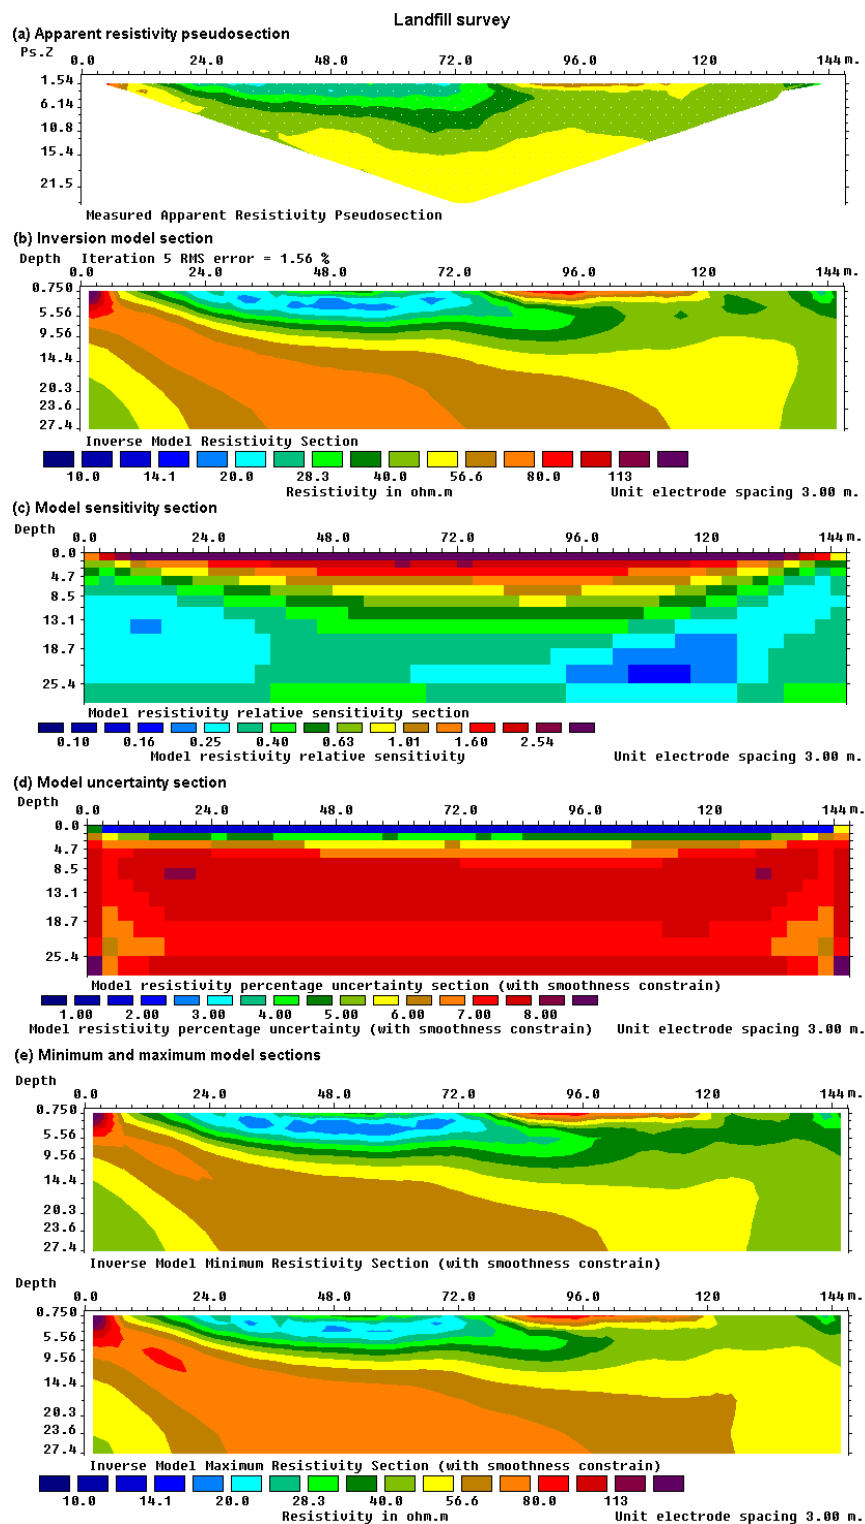 Landfill survey
(a) Apparent resistivity pseudosection
Ps.Z 0.0 24.0 48.0 72.0 96.0 120 144 m.
1.54
6.14
10.8
15.4
21.5
Measured Apparent Resistivity Pseudosection
(b) Inversion model section
Depth Iteration 5 RMS error = 1.56 %
0.0 24.0 48.0 72.0 96.0 120 144 m.
0.750
5.56
9.56
14.4
20.3
23.6
27.4
Inverse Model Resistivity Section
10.0 14.1 20.0 28.3 40.0 56.6 80.0 113
Resistivity in ohm.m Unit electrode spacing 3.00 m.
(c) Model sensitivity section
Depth 0.0 24.0 48.0 72.0 96.0 120 144 m.
0.0
4.7
8.5
13.1
18.7
25.4
Model resistivity relative sensitivity section
0.10 0.16 0.25 0.40 0.63 1.01 1.60 2.54
Model resistivity relative sensitivity Unit electrode spacing 3.00 m.
(d) Model uncertainty section
Depth 0.0 24.0 48.0 72.0 96.0 120 144 m.
0.0
4.7
8.5
13.1
18.7
25.4
Model resistivity percentage uncertainty section (with smoothness constrain)
1.00 2.00 3.00 4.00 5.00 6.00 7.00 8.00
Model resistivity percentage uncertainty (with smoothness constrain) Unit electrode spacing 3.00 m.
(e) Minimum and maximum model sections
Depth
0.0 24.0 48.0 72.0 96.0 120 144 m.
0.750
5.56
9.56
14.4
20.3
23.6
27.4
Inverse Model Minimum Resistivity Section (with smoothness constrain)
Depth
0.0 24.0 48.0 72.0 96.0 120 144 m.
0.750
5.56
9.56
14.4
20.3
23.6
27.4
Inverse Model Maximum Resistivity Section (with smoothness constrain)
10.0 14.1 20.0 28.3 40.0 56.6 80.0 113
Resistivity in ohm.m Unit electrode spacing 3.00 m.